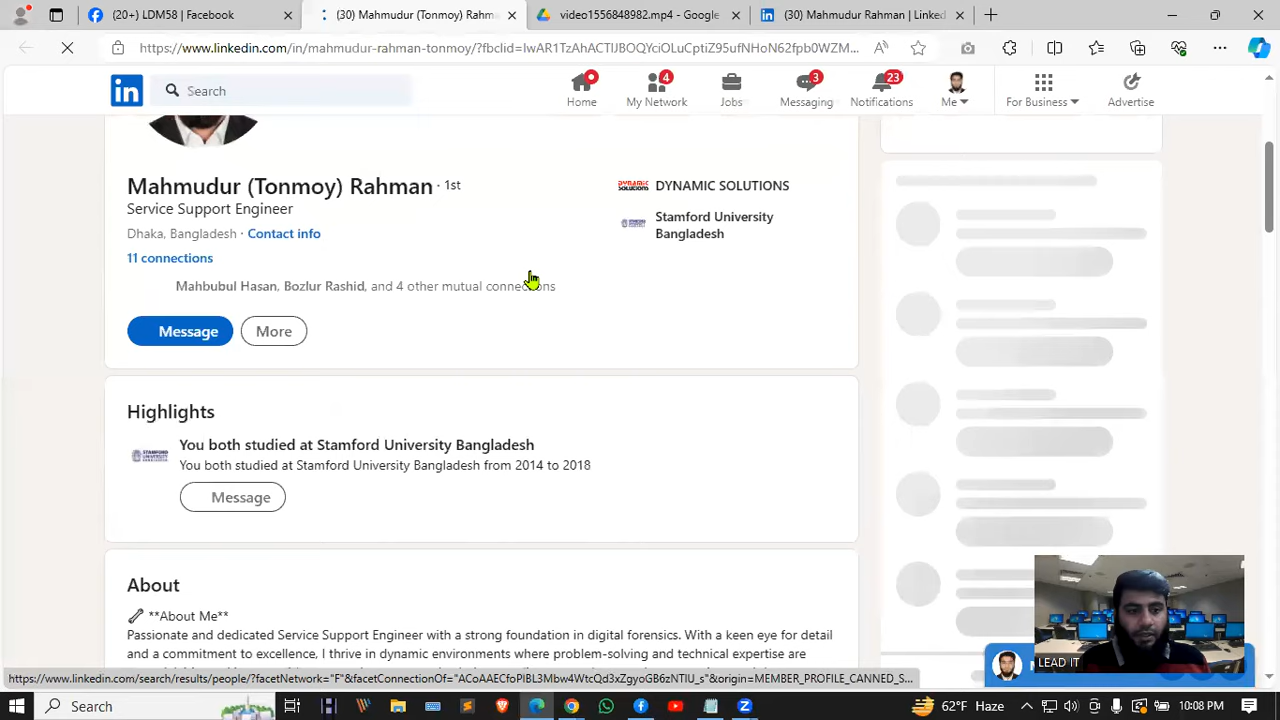 (20+) LDM58 | Facebook
(30) Mahmudur (Tonmoy) Rahm
video1556848982.mp4 - Google
(30) Mahmudur Rahman | Linked
https://www.linkedin.com/in/mahmudur-rahman-tonmoy/?fbclid=IwAR1TzAhACTlJBOQYciOLuCptiZ95ufNHoN62fpb0WZM...
in
Search
Home
4
My Network
Jobs
3
Messaging
23
Notifications
Me
For Business
Advertise
Mahmudur (Tonmoy) Rahman · 1st
Service Support Engineer
Dhaka, Bangladesh · Contact info
11 connections
Mahbubul Hasan, Bozlur Rashid, and 4 other mutual connections
Message
More
DYNAMIC SOLUTIONS
Stamford University
Bangladesh
Highlights
You both studied at Stamford University Bangladesh
You both studied at Stamford University Bangladesh from 2014 to 2018
Message
About
**About Me**
Passionate and dedicated Service Support Engineer with a strong foundation in digital forensics. With a keen eye for detail
and a commitment to excellence, I thrive in dynamic environments where problem-solving and technical expertise are
LEAD IT
https://www.linkedin.com/search/results/people/?facetNetwork="F"&facetConnectionOf="ACoAAECfoPIBL3Mbw4WtcQd3xZgyoGB6zNTIU_s"&origin=MEMBER_PROFILE_CANNED_S...
Search
62°F Haze
10:08 PM